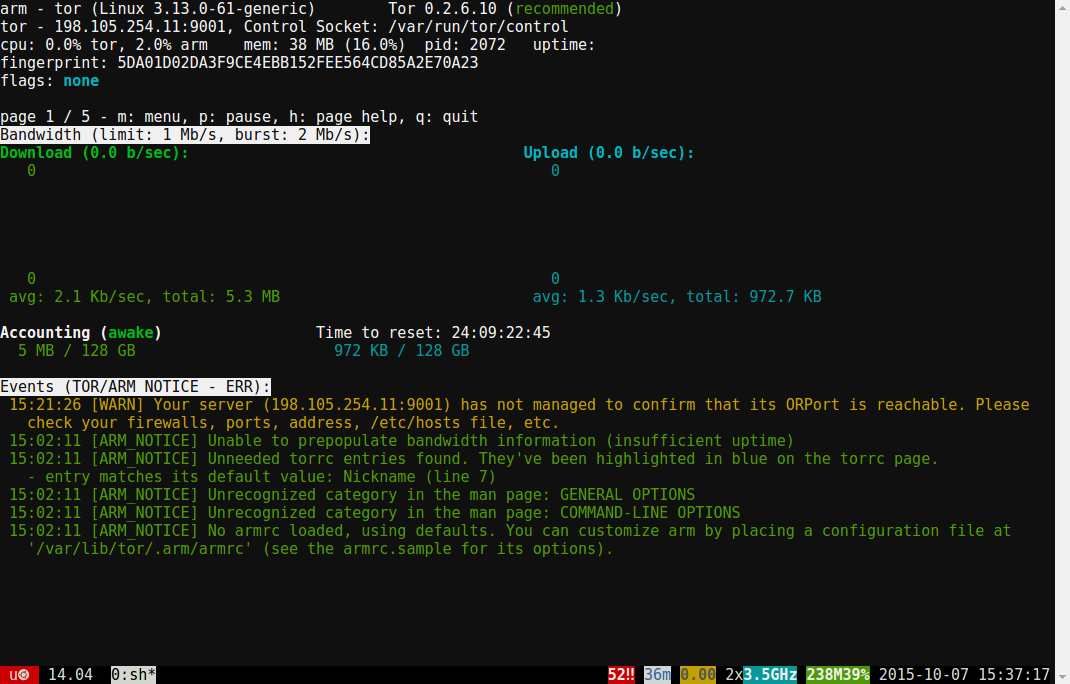 arm - tor (Linux 3.13.0-61-generic) Tor 0.2.6.10 (recommended)
tor - 198.105.254.11:9001, Control Socket: /var/run/tor/control
cpu: 0.0% tor, 2.0% arm mem: 38 MB (16.0%) pid: 2072 uptime:
fingerprint: 5DA01D02DA3F9CE4EBB152FEE564CD85A2E70A23
flags: none
page 1 / 5 - m: menu, p: pause, h: page help, q: quit
Bandwidth (limit: 1 Mb/s, burst: 2 Mb/s):
Download (0.0 b/sec): Upload (0.0 b/sec):
0 0
0 0
avg: 2.1 Kb/sec, total: 5.3 MB avg: 1.3 Kb/sec, total: 972.7 KB
Accounting (awake) Time to reset: 24:09:22:45
5 MB / 128 GB 972 KB / 128 GB
Events (TOR/ARM NOTICE - ERR):
15:21:26 [WARN] Your server (198.105.254.11:9001) has not managed to confirm that its ORPort is reachable. Please
check your firewalls, ports, address, /etc/hosts file, etc.
15:02:11 [ARM_NOTICE] Unable to prepopulate bandwidth information (insufficient uptime)
15:02:11 [ARM_NOTICE] Unneeded torrc entries found. They've been highlighted in blue on the torrc page.
- entry matches its default value: Nickname (line 7)
15:02:11 [ARM_NOTICE] Unrecognized category in the man page: GENERAL OPTIONS
15:02:11 [ARM_NOTICE] Unrecognized category in the man page: COMMAND-LINE OPTIONS
15:02:11 [ARM_NOTICE] No armrc loaded, using defaults. You can customize arm by placing a configuration file at
'/var/lib/tor/.arm/armrc' (see the armrc.sample for its options).
u@ 14.04 0:sh* 52!! 36m 0.00 2x3.5GHz 238M39% 2015-10-07 15:37:17